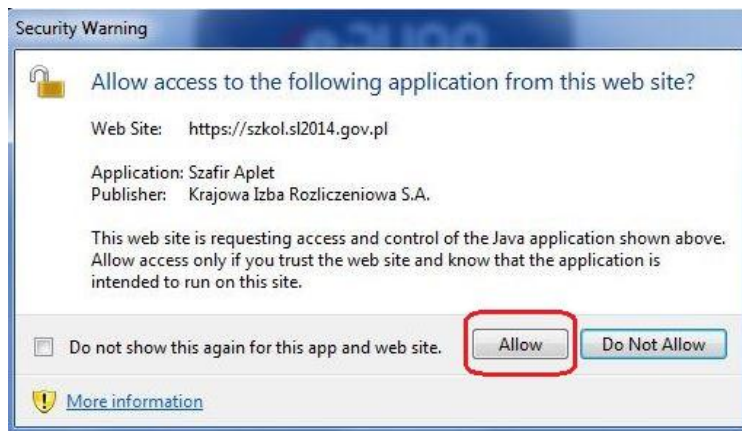 Security Warning
Allow access to the following application from this web site?
Web Site: https://szkol.sl2014.gov.pl
Application: Szafir Aplet
Publisher: Krajowa Izba Rozliczeniowa S.A.
This web site is requesting access and control of the Java application shown above.
Allow access only if you trust the web site and know that the application is
intended to run on this site.
Do not show this again for this app and web site.
Allow
Do Not Allow
More information